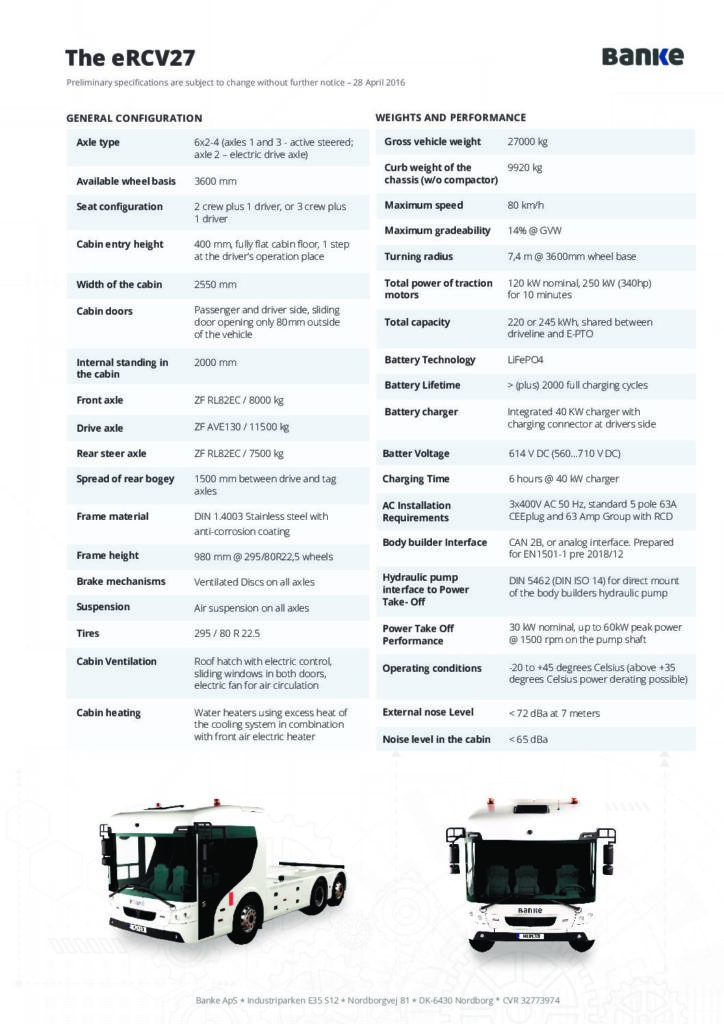 The eRCV27
BANKE
Preliminary specifications are subject to change without further notice – 28 April 2016
GENERAL CONFIGURATION
Axle type
6x2-4 (axles 1 and 3 - active steered;
axle 2 – electric drive axle)
Available wheel basis
3600 mm
Seat configuration
2 crew plus 1 driver, or 3 crew plus
1 driver
Cabin entry height
400 mm, fully flat cabin floor, 1 step
at the driver's operation place
Width of the cabin
2550 mm
Cabin doors
Passenger and driver side, sliding
door opening only 80mm outside
of the vehicle
Internal standing in
the cabin
2000 mm
Front axle
ZF RL82EC / 8000 kg
Drive axle
ZF AVE130 / 11500 kg
Rear steer axle
ZF RL82EC / 7500 kg
Spread of rear bogey
1500 mm between drive and tag
axles
Frame material
DIN 1.4003 Stainless steel with
anti-corrosion coating
Frame height
980 mm @ 295/80R22,5 wheels
Brake mechanisms
Ventilated Discs on all axles
Suspension
Air suspension on all axles
Tires
295 / 80 R 22.5
Cabin Ventilation
Roof hatch with electric control,
sliding windows in both doors,
electric fan for air circulation
Cabin heating
Water heaters using excess heat of
the cooling system in combination
with front air electric heater
WEIGHTS AND PERFORMANCE
Gross vehicle weight
27000 kg
Curb weight of the
chassis (w/o compactor)
9920 kg
Maximum speed
80 km/h
Maximum gradeability
14% @ GVW
Turning radius
7,4 m @ 3600mm wheel base
Total power of traction
motors
120 kW nominal, 250 kW (340hp)
for 10 minutes
Total capacity
220 or 245 kWh, shared between
driveline and E-PTO
Battery Technology
LiFePO4
Battery Lifetime
> (plus) 2000 full charging cycles
Battery charger
Integrated 40 KW charger with
charging connector at drivers side
Batter Voltage
614 V DC (560...710 V DC)
Charging Time
6 hours @ 40 kW charger
AC Installation
Requirements
3x400V AC 50 Hz, standard 5 pole 63A
CEEplug and 63 Amp Group with RCD
Body builder Interface
CAN 2B, or analog interface. Prepared
for EN1501-1 pre 2018/12
Hydraulic pump
interface to Power
Take- Off
DIN 5462 (DIN ISO 14) for direct mount
of the body builders hydraulic pump
Power Take Off
Performance
30 kW nominal, up to 60kW peak power
@ 1500 rpm on the pump shaft
Operating conditions
-20 to +45 degrees Celsius (above +35
degrees Celsius power derating possible)
External nose Level
< 72 dBa at 7 meters
Noise level in the cabin
< 65 dBa
BANKE
BANKE
Banke ApS * Industriparken E35 S12 * Nordborgvej 81 * DK-6430 Nordborg * CVR 32773974